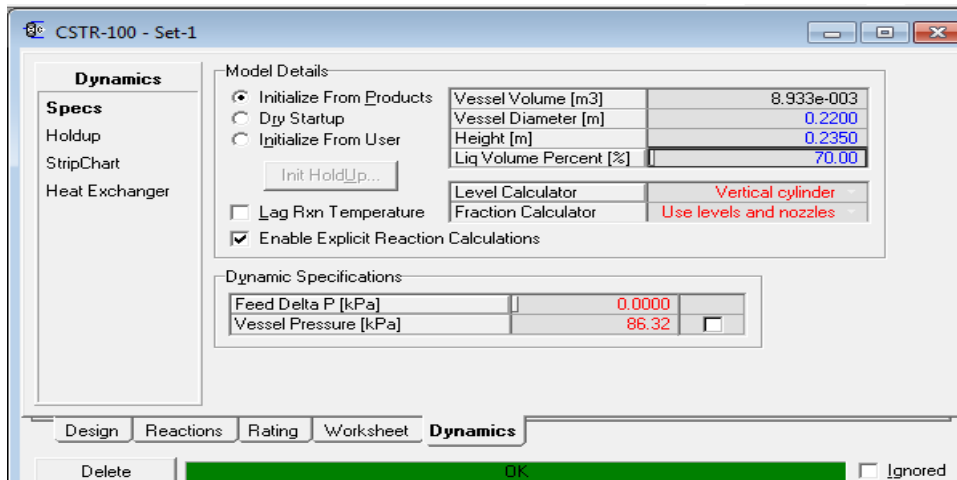 CSTR-100 - Set-1
Dynamics
Specs
Holdup
StripChart
Heat Exchanger
Model Details
Initialize From Products
Dry Startup
Initialize From User
Init HoldUp...
Lag Rxn Temperature
Enable Explicit Reaction Calculations
Vessel Volume [m3] 8.933e-003
Vessel Diameter [m] 0.2200
Height [m] 0.2350
Liq Volume Percent [%] 70.00
Level Calculator Vertical cylinder
Fraction Calculator Use levels and nozzles
Dynamic Specifications
Feed Delta P [kPa] 0.0000
Vessel Pressure [kPa] 86.32
Design Reactions Rating Worksheet Dynamics
Delete OK Ignored